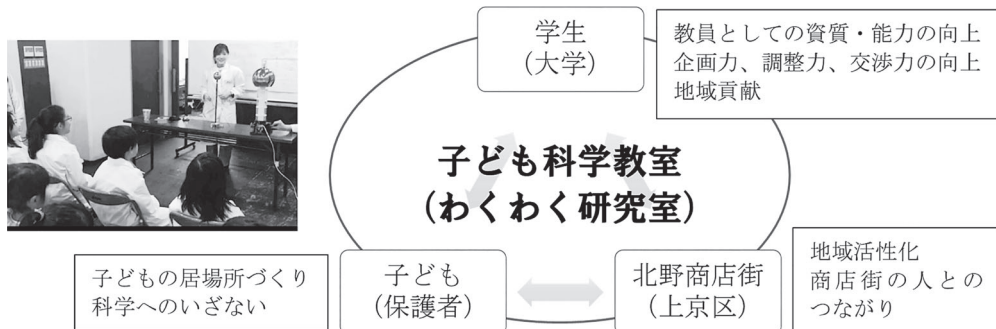 学生
（大学）
教員としての資質・能力の向上
企画力、調整力、交渉力の向上
地域貢献
子ども科学教室
（わくわく研究室）
子どもの居場所づくり
科学へのいざない
子ども
（保護者）
北野商店街
（上京区）
地域活性化
商店街の人との
つながり